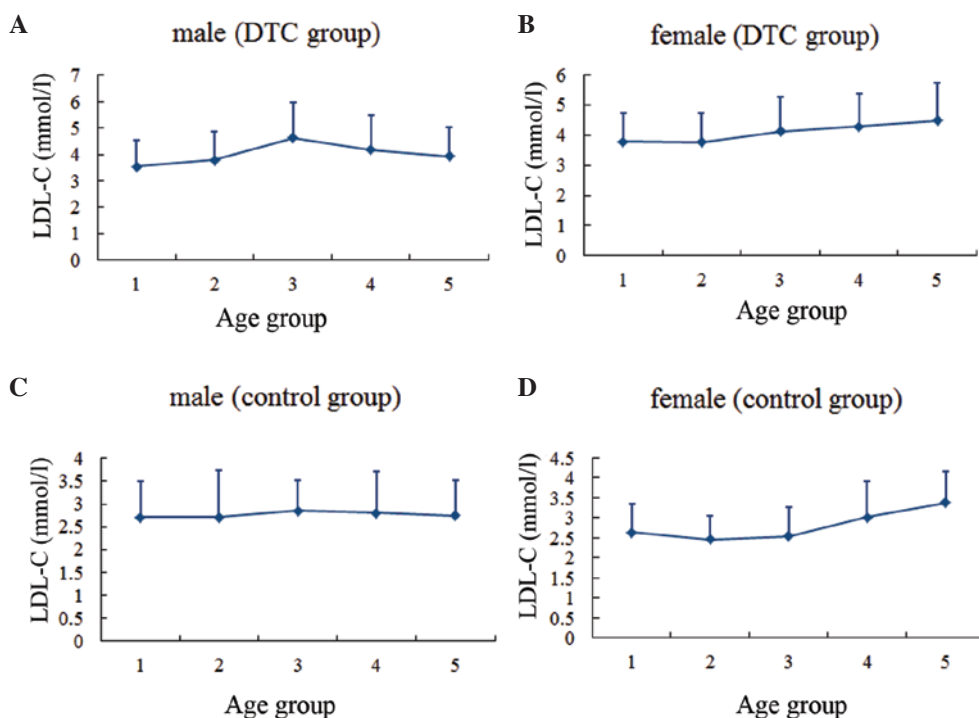 A
male (DTC group)
LDL-C (mmol/l)
7
6
5
4
3
2
1
0
1 2 3 4 5
Age group
B
female (DTC group)
LDL-C (mmol/l)
6
5
4
3
2
1
0
1 2 3 4 5
Age group
C
male (control group)
LDL-C (mmol/l)
4
3.5
3
2.5
2
1.5
1
0.5
0
1 2 3 4 5
Age group
D
female (control group)
LDL-C (mmol/l)
4.5
4
3.5
3
2.5
2
1.5
1
0.5
0
1 2 3 4 5
Age group